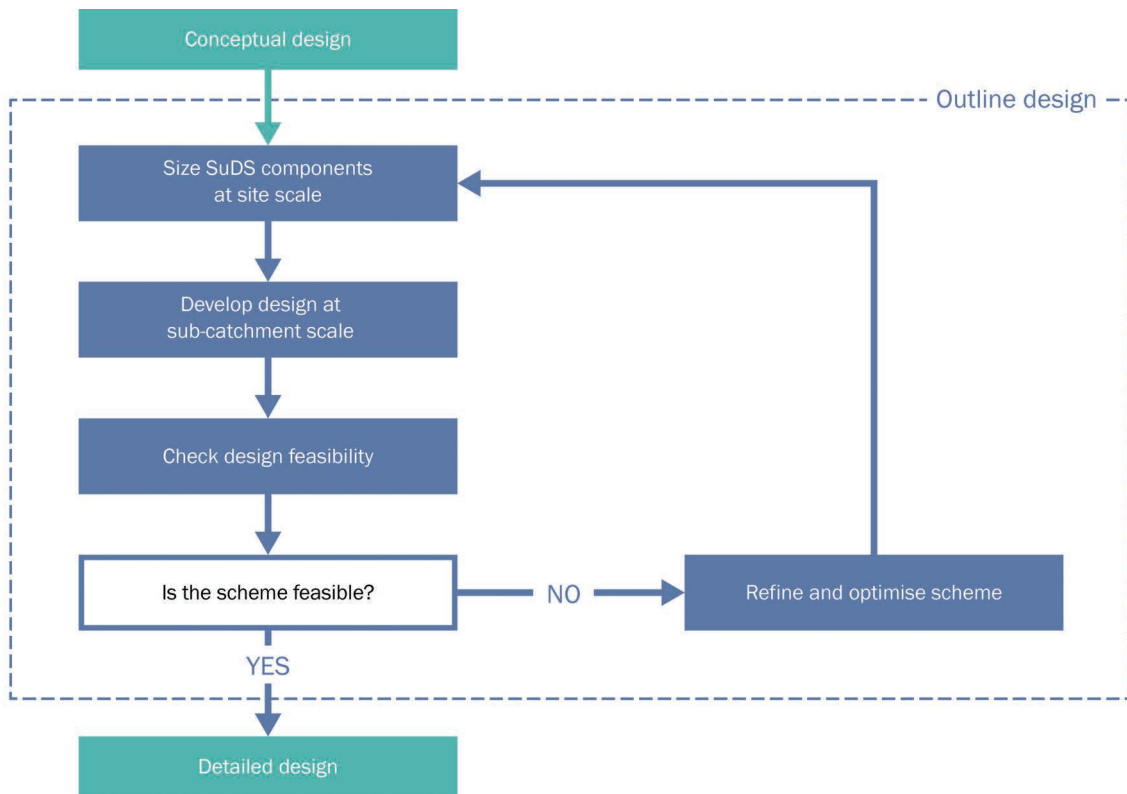 Conceptual design
Outline design
Size SuDS components
at site scale
Develop design at
sub-catchment scale
Check design feasibility
Is the scheme feasible?
NO
Refine and optimise scheme
YES
Detailed design